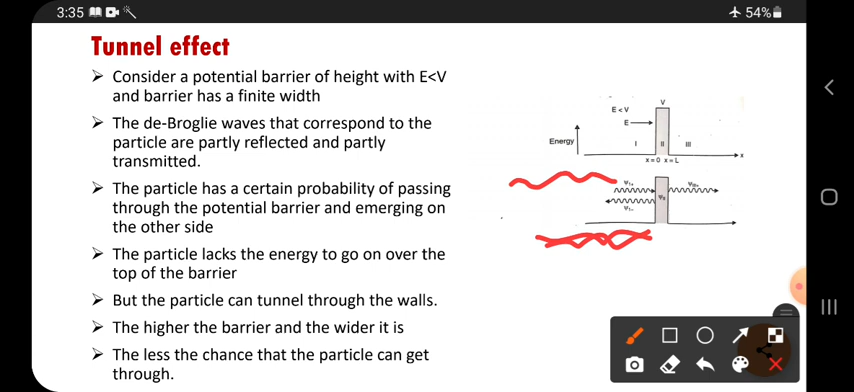 3:35
54%
Tunnel effect
➤ Consider a potential barrier of height with E<V
and barrier has a finite width
➤ The de-Broglie waves that correspond to the
particle are partly reflected and partly
transmitted.
➤ The particle has a certain probability of passing
through the potential barrier and emerging on
the other side
➤ The particle lacks the energy to go on over the
top of the barrier
➤ But the particle can tunnel through the walls.
➤ The higher the barrier and the wider it is
➤ The less the chance that the particle can get
through.
V
E < V
E
Energy
I II III
x
x = 0 x = L
Ψ₁₊
Ψ₁₋